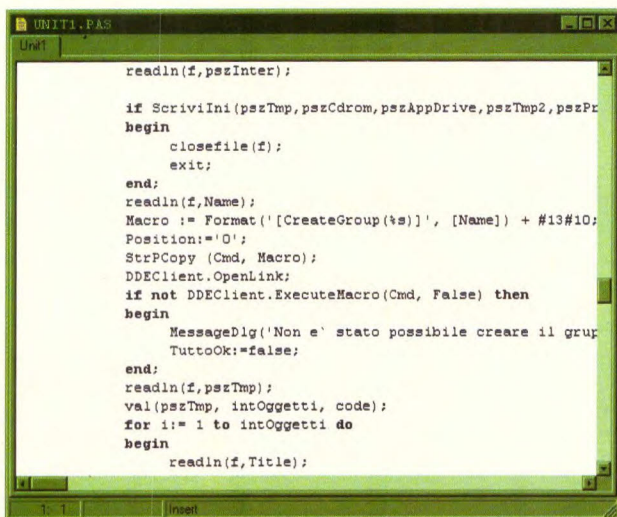 UNIT1.PAS
Unit1
readln(f,pszInter);
if ScriviIni(pszTmp,pszCdrom,pszAppDrive,pszTmp2,pszPr
begin
closefile(f);
exit;
end;
readln(f,Name);
Macro := Format('[CreateGroup(%s)]', [Name]) + #13#10;
Position:='0';
StrPCopy (Cmd, Macro);
DDEClient.OpenLink;
if not DDEClient.ExecuteMacro(Cmd, False) then
begin
MessageDlg('Non e` stato possibile creare il grup
TuttoOk:=false;
end;
readln(f,pszTmp);
val(pszTmp, intOggetti, code);
for i:= 1 to intOggetti do
begin
readln(f,Title);
1: 1 Insert